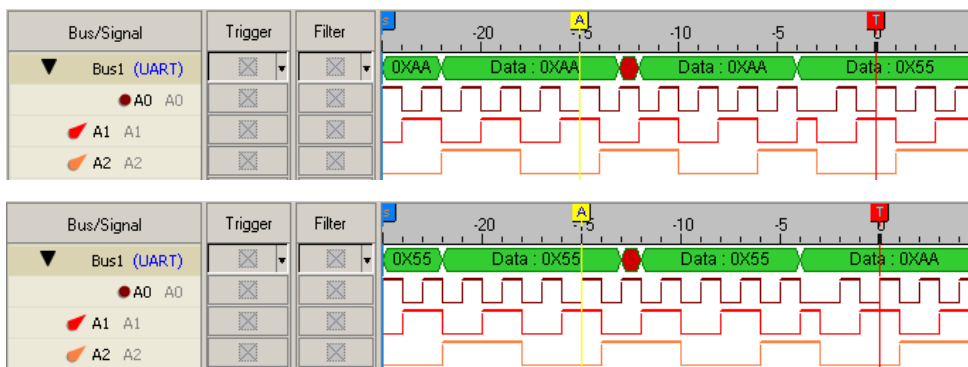 Bus/Signal Trigger Filter s A T
-20 -15 -10 -5 0
Bus1 (UART) 0XAA Data : 0XAA Data : 0XAA Data : 0X55
A0 A0
A1 A1
A2 A2
Bus/Signal Trigger Filter s A T
-20 -15 -10 -5 0
Bus1 (UART) 0X55 Data : 0X55 Data : 0X55 Data : 0XAA
A0 A0
A1 A1
A2 A2